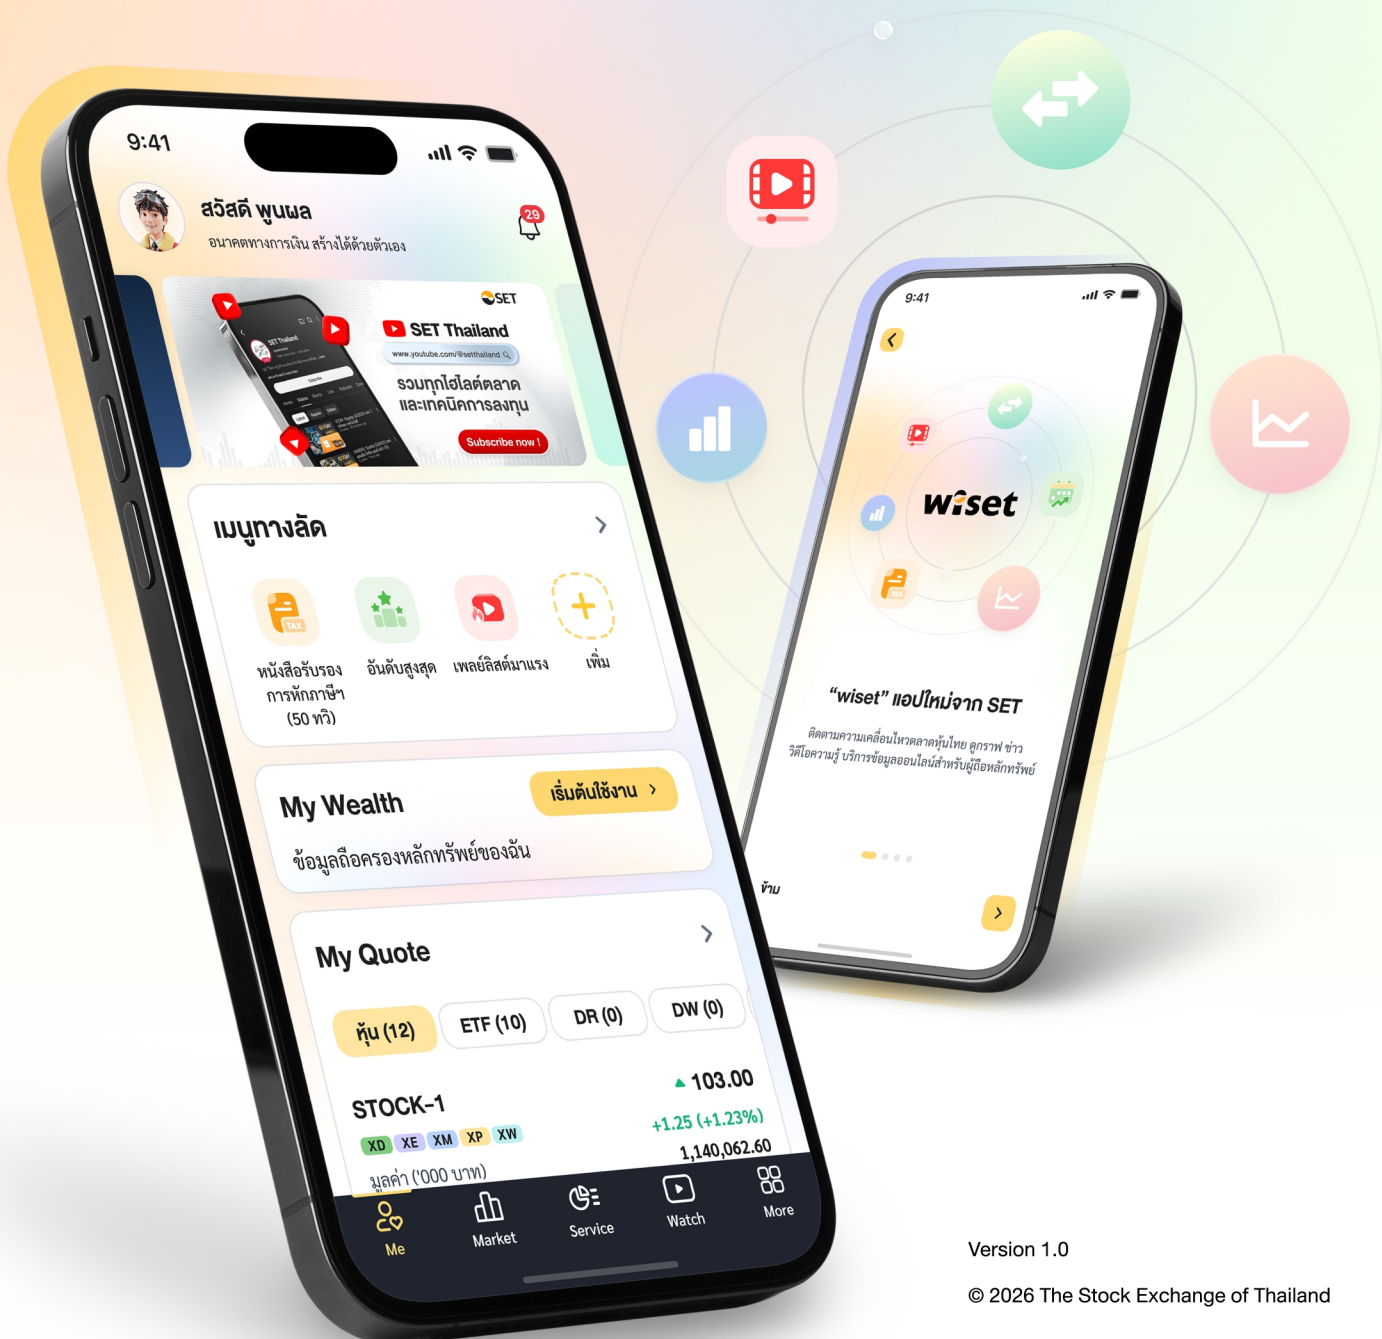 9:41
สวัสดี พูนผล
29
อนาคตทางการเงิน สร้างได้ด้วยตัวเอง
SET
SET Thailand
www.youtube.com/@setthailand
รวมทุกไฮไลต์ตลาด
และเทคนิคการลงทุน
Subscribe now !
SET Thailand
Subscribe
เมนูทางลัด
TAX
หนังสือรับรอง
การหักภาษีฯ
(50 ทวิ)
อันดับสูงสุด
เพลย์ลิสต์มาแรง
เพิ่ม
My Wealth
เริ่มต้นใช้งาน
ข้อมูลถือครองหลักทรัพย์ของฉัน
My Quote
หุ้น (12)
ETF (10)
DR (0)
DW (0)
STOCK-1
103.00
XD XE XM XP XW
+1.25 (+1.23%)
มูลค่า ('000 บาท)
1,140,062.60
Me
Market
Service
Watch
More
9:41
wiset
TAX
“wiset” แอปใหม่จาก SET
ติดตามความเคลื่อนไหวตลาดหุ้นไทย ดูกราฟ ข่าว
วิดีโอความรู้ บริการข้อมูลออนไลน์สำหรับผู้ถือหลักทรัพย์
ข้าม
Version 1.0
© 2026 The Stock Exchange of Thailand